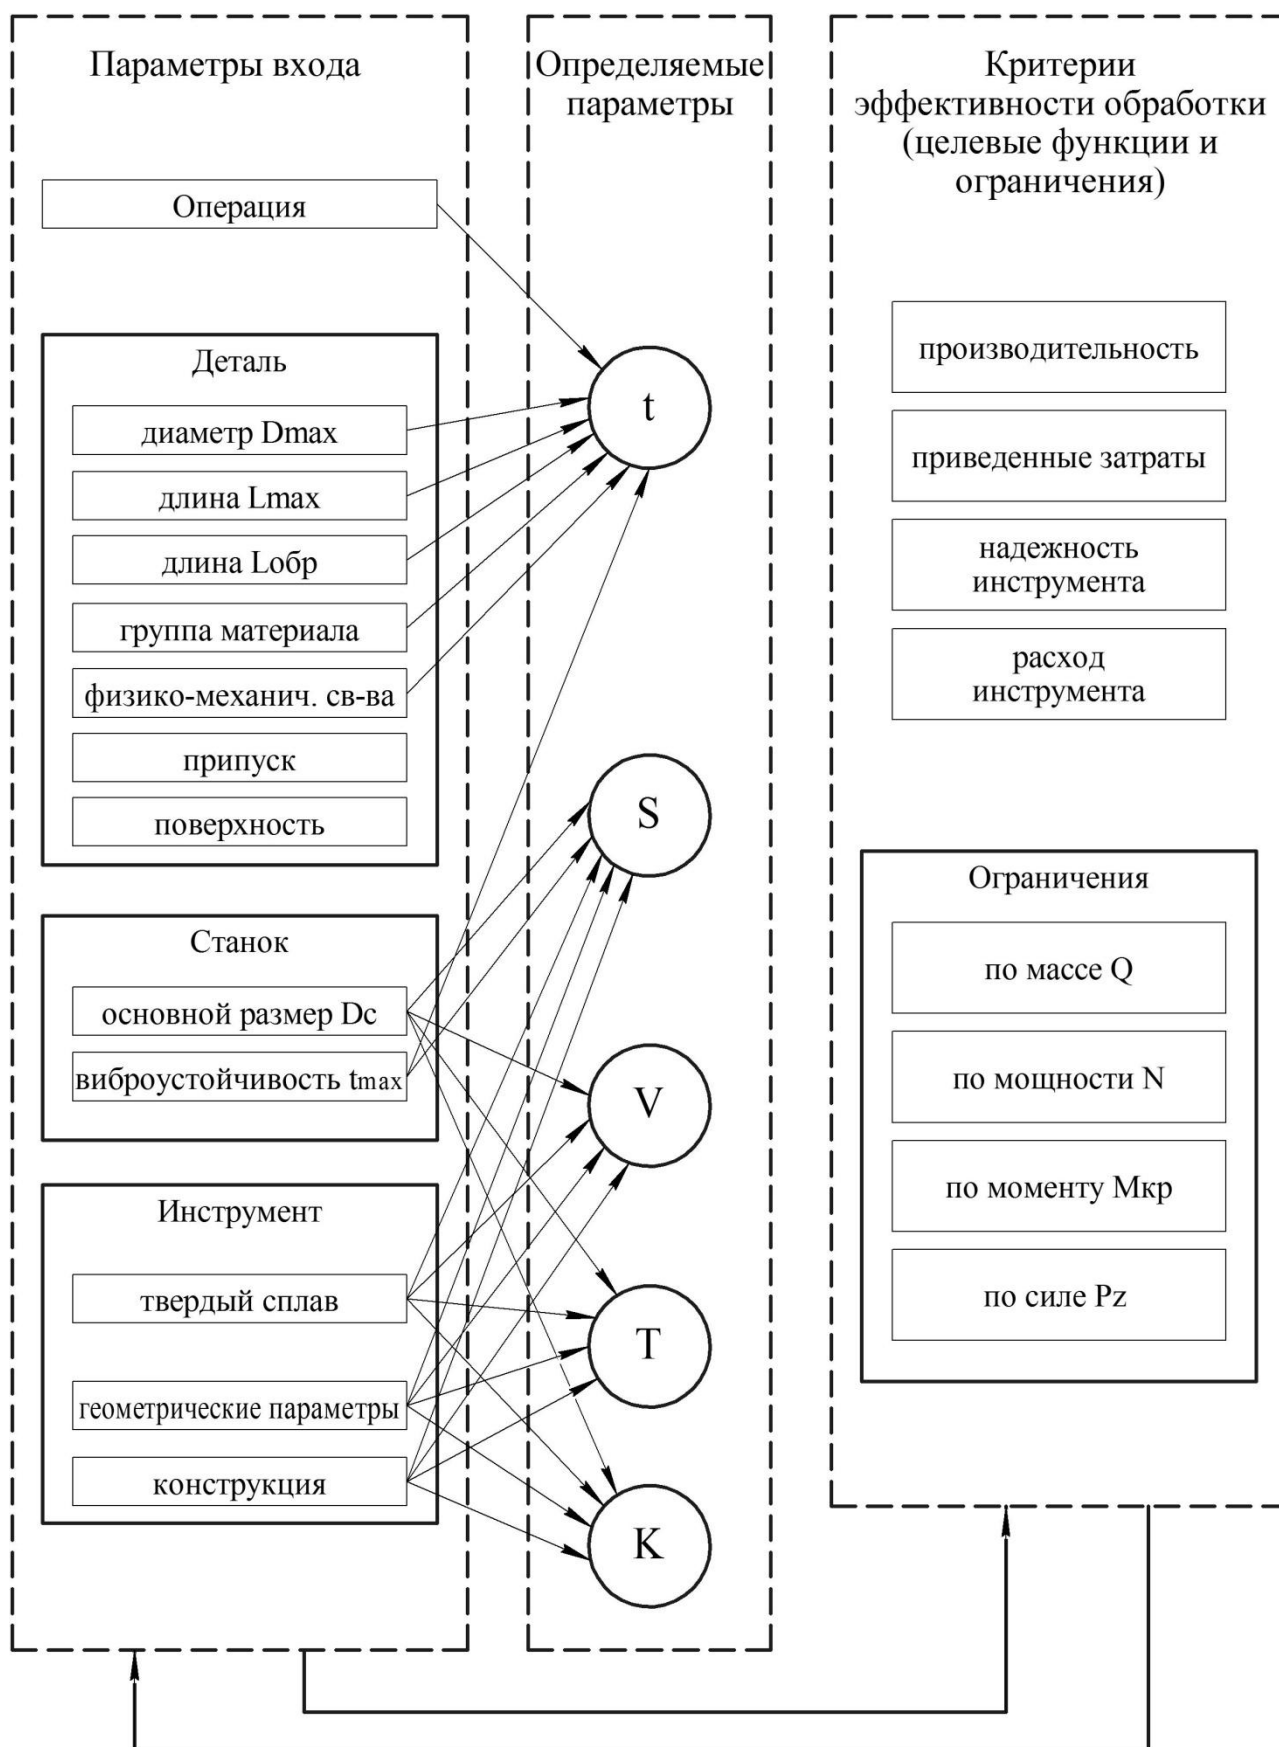 Параметры входа
Операция
Деталь
диаметр Dmax
длина Lmax
длина Lобр
группа материала
физико-механич. св-ва
припуск
поверхность
Станок
основной размер Dc
виброустойчивость tmax
Инструмент
твердый сплав
геометрические параметры
конструкция
Определяемые
параметры
t
S
V
T
K
Критерии
эффективности обработки
(целевые функции и
ограничения)
производительность
приведенные затраты
надежность
инструмента
расход
инструмента
Ограничения
по массе Q
по мощности N
по моменту Мкр
по силе Pz